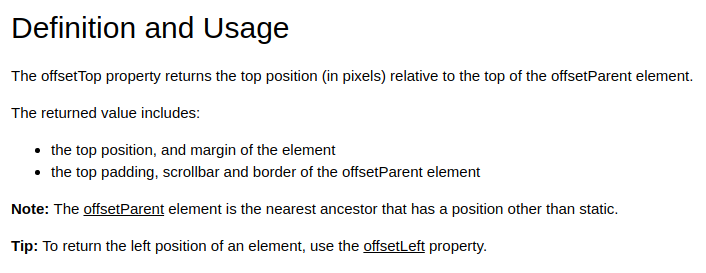 Definition and Usage
The offsetTop property returns the top position (in pixels) relative to the top of the offsetParent element.
The returned value includes:
• the top position, and margin of the element
• the top padding, scrollbar and border of the offsetParent element
Note: The offsetParent element is the nearest ancestor that has a position other than static.
Tip: To return the left position of an element, use the offsetLeft property.